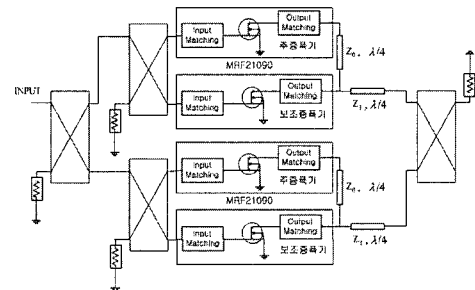 Input
Matching
Output
Matching
주증폭기
MRF21090
Z₀, λ/4
Input
Matching
Output
Matching
보조증폭기
Z₁, λ/4
INPUT
Input
Matching
Output
Matching
주증폭기
MRF21090
Z₀, λ/4
Input
Matching
Output
Matching
보조증폭기
Z₁, λ/4